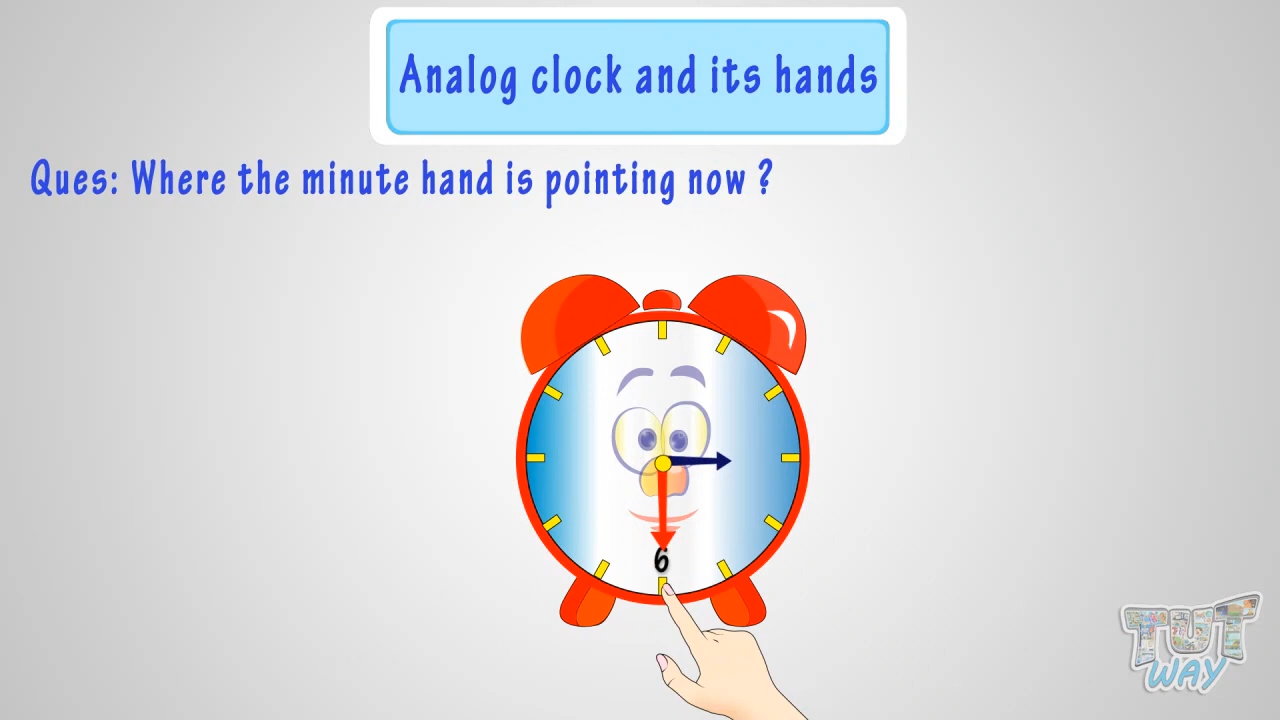 Analog clock and its hands
Ques: Where the minute hand is pointing now ?
6
TUT
WAY